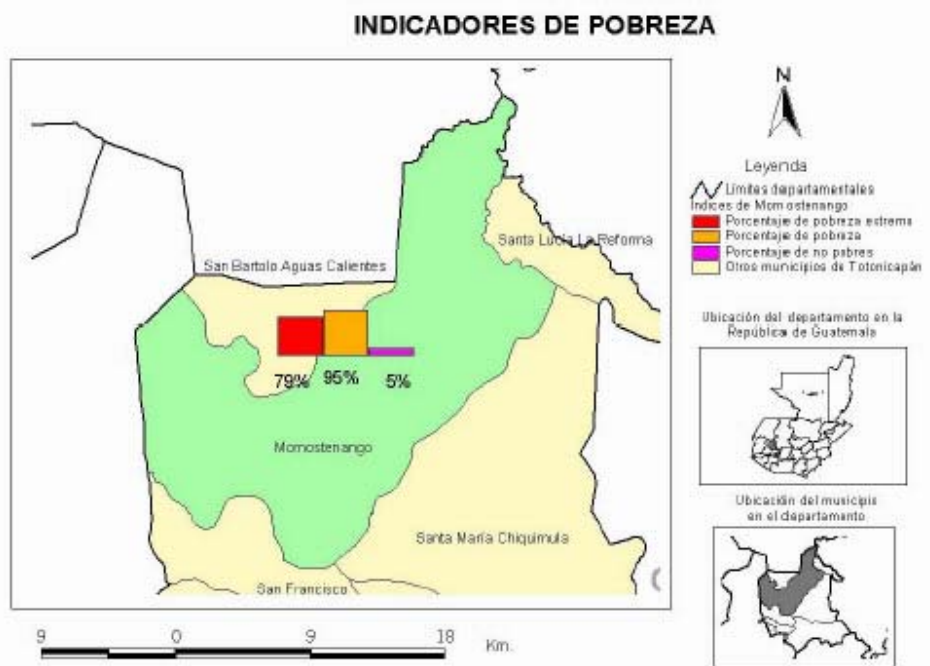 INDICADORES DE POBREZA
N
Leyenda
Límites departamentales
Indices de Momostenango
Porcentaje de pobreza estrema
Porcentaje de pobreza
Porcentaje de no pobres
Otros municipios de Totonicapán
Santa Lucía La Reforma
San Bartolo Aguas Calientes
79% 95% 5%
Momostenango
Santa María Chiquimula
San Francisco
Ubicación del departamento en la
República de Guatemala
Ubicación del municipio
en el departamento
9 0 9 18 Km.